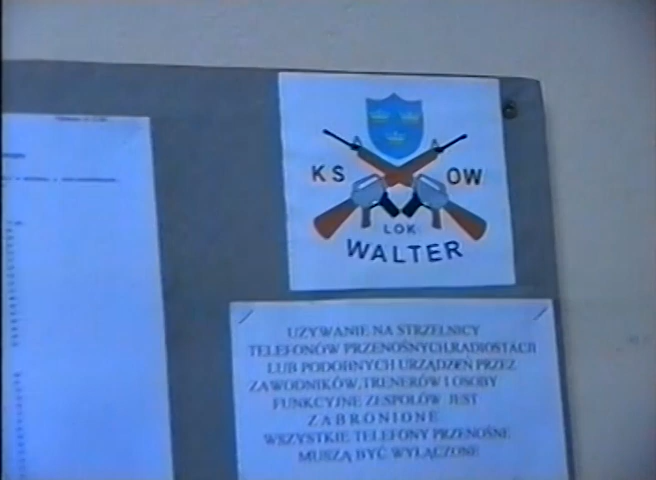 KS OW
LOK
WALTER
UZYWANIE NA STRZELNICY
TELEFONÓW PRZENOŚNYCH,RADIOSTACJI
LUB PODOBNYCH URZĄDZEŃ PRZEZ
ZAWODNIKÓW, TRENERÓW I OSOBY
FUNKCYJNE ZESPOŁÓW JEST
ZABRONIONE
WSZYSTKIE TELEFONY PRZENOŚNE
MUSZĄ BYĆ WYŁĄCZONE